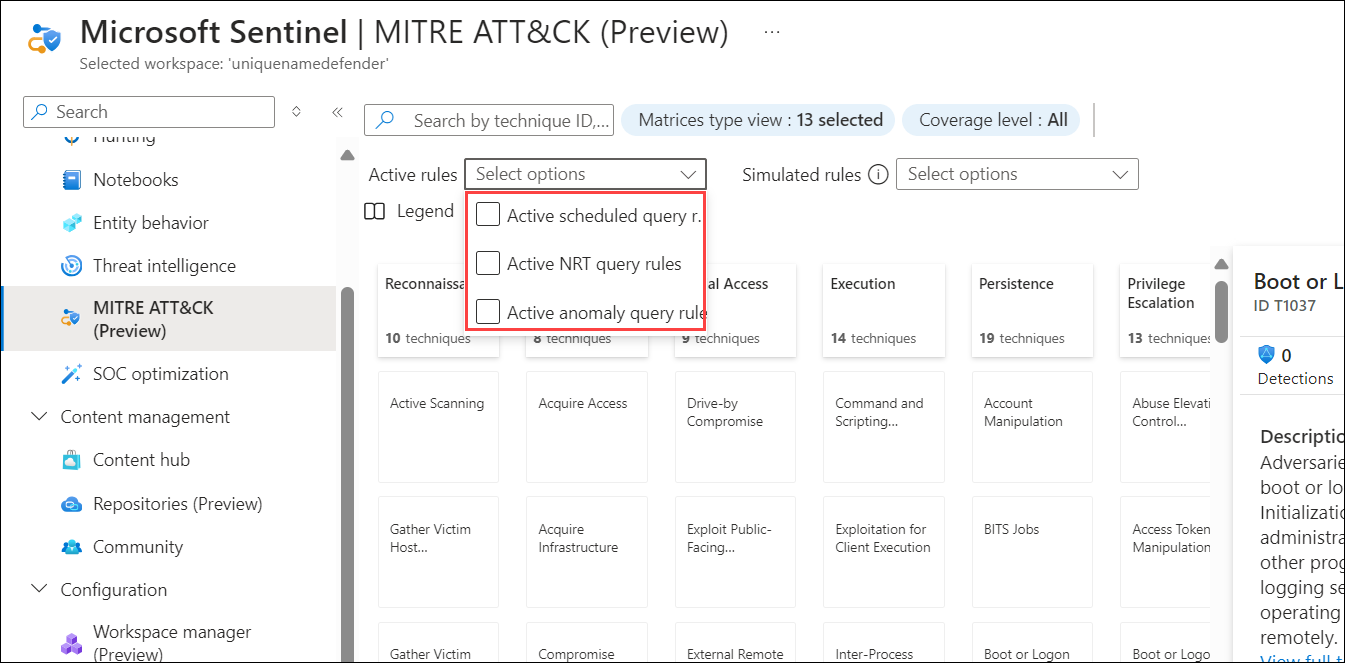 Microsoft Sentinel | MITRE ATT&CK (Preview) ...
Selected workspace: 'uniquenamedefender'
Search
Search by technique ID,...
Matrices type view : 13 selected
Coverage level : All
Hunting
Notebooks
Entity behavior
Threat intelligence
MITRE ATT&CK
(Preview)
SOC optimization
Content management
Content hub
Repositories (Preview)
Community
Configuration
Workspace manager
(Preview)
Active rules
Select options
Simulated rules
Select options
Legend
Active scheduled query r.
Active NRT query rules
Active anomaly query rule
Reconnaissa
10 techniques
8 techniques
al Access
9 techniques
Execution
14 techniques
Persistence
19 techniques
Privilege
Escalation
13 techniques
Active Scanning
Acquire Access
Drive-by
Compromise
Command and
Scripting...
Account
Manipulation
Abuse Elevati
Control...
Gather Victim
Host...
Acquire
Infrastructure
Exploit Public-
Facing...
Exploitation for
Client Execution
BITS Jobs
Access Token
Manipulation
Gather Victim
Compromise
External Remote
Inter-Process
Boot or Logon
Boot or Logo
Boot or L
ID T1037
0
Detections
Descriptio
Adversarie
boot or lo
Initializatio
administra
other prog
logging se
operating
remotely.
View full t